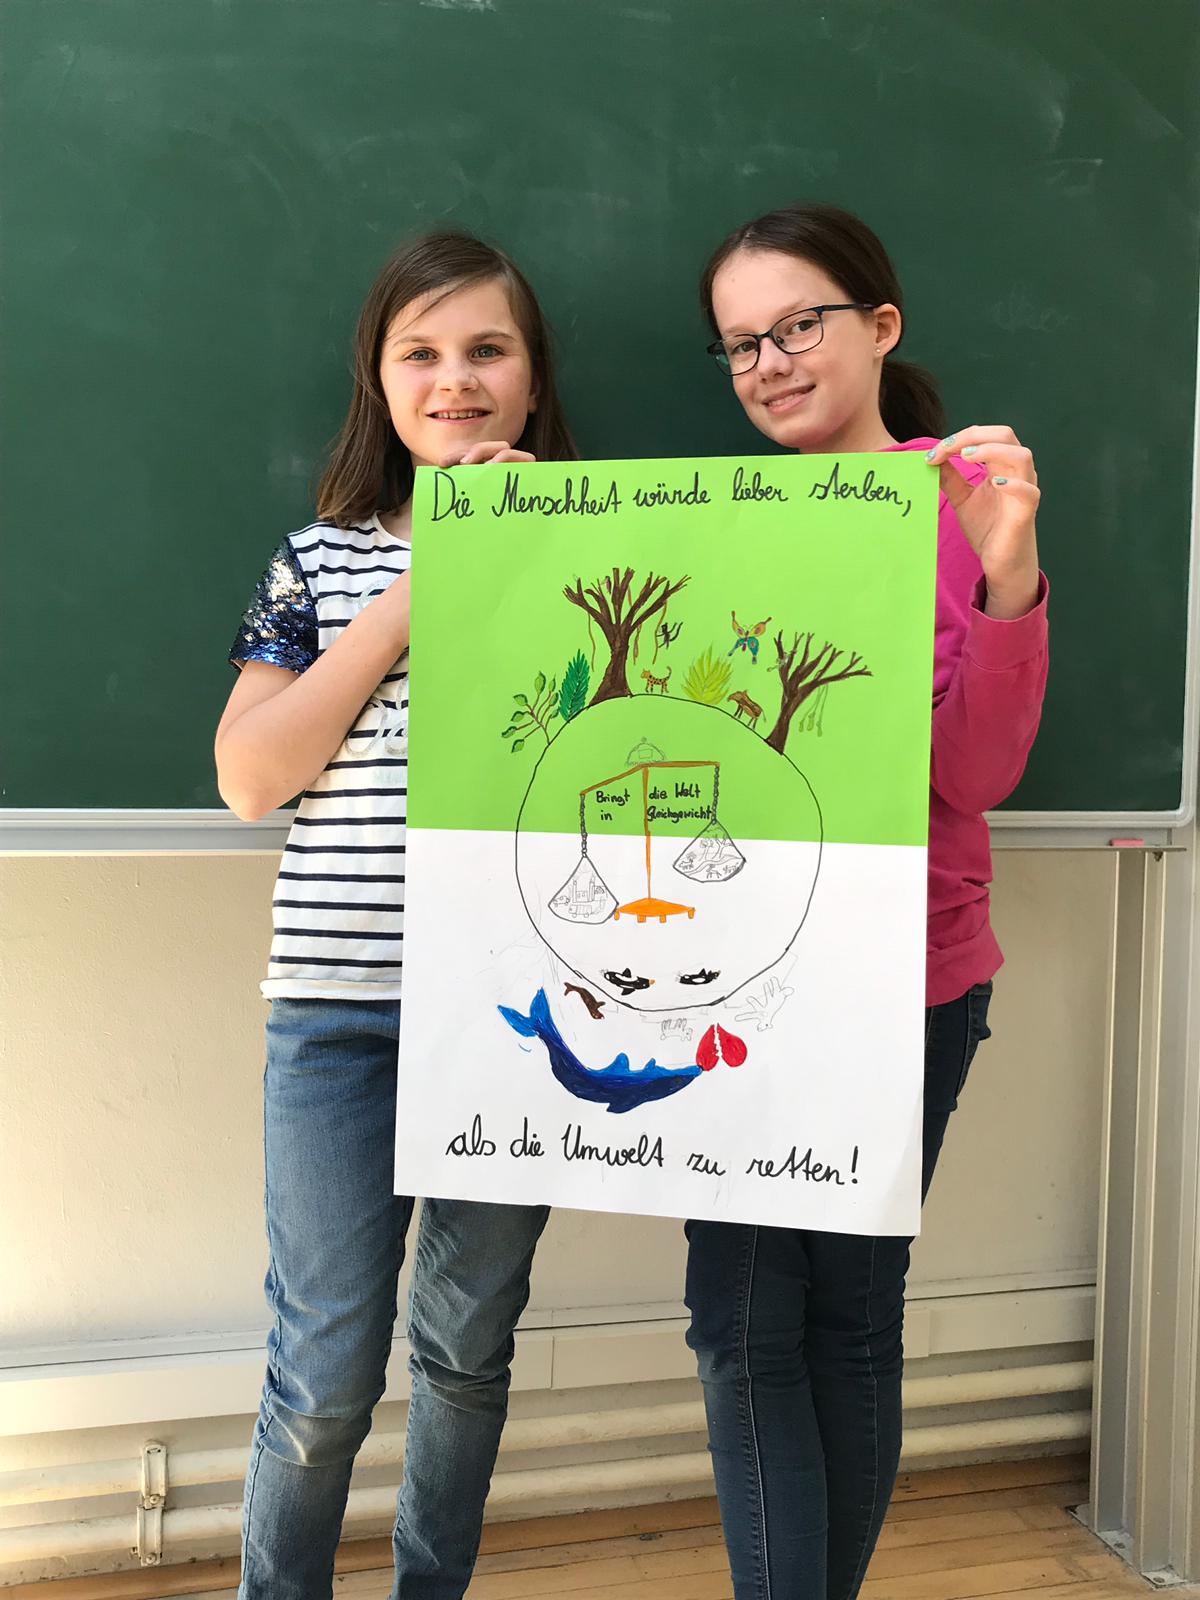 Die Menschheit würde lieber sterben,
Bringt die Welt
in Gleichgewicht
als die Umwelt zu retten!